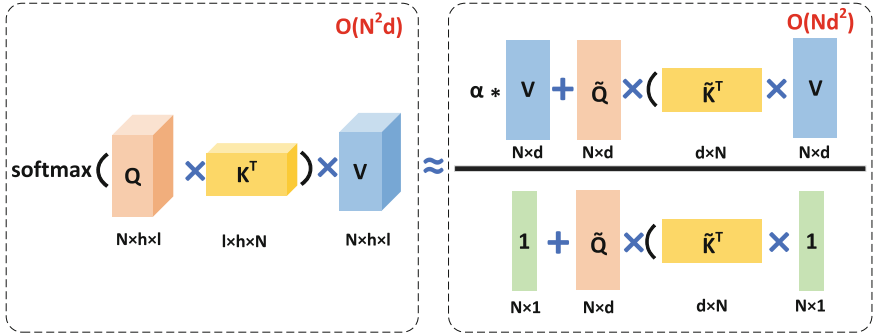 O(N²d)
softmax ( Q × Kᵀ ) × V
N×h×l l×h×N N×h×l
≈
O(Nd²)
α * V + Q̃ × ( K̃ᵀ × V
N×d N×d d×N N×d
1 + Q̃ × ( K̃ᵀ × 1
N×1 N×d d×N N×1